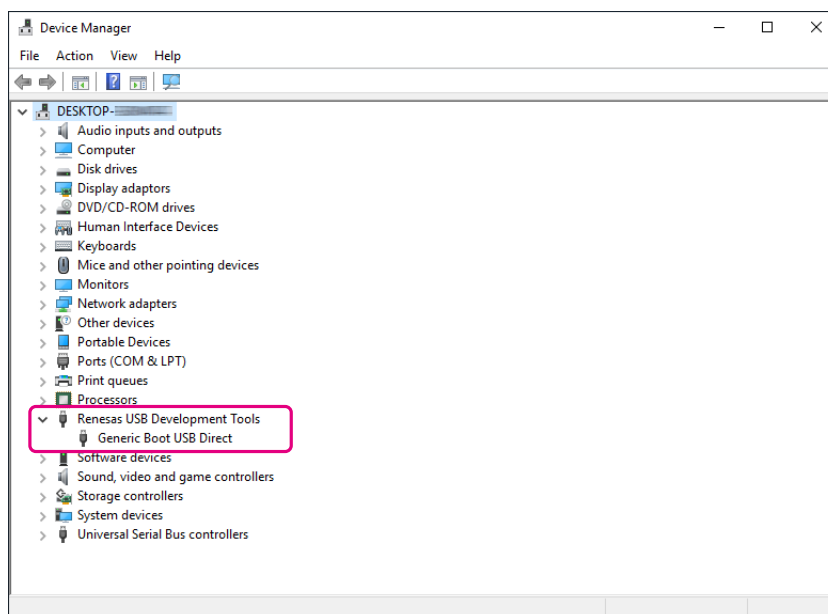 Device Manager
File Action View Help
DESKTOP-
Audio inputs and outputs
Computer
Disk drives
Display adaptors
DVD/CD-ROM drives
Human Interface Devices
Keyboards
Mice and other pointing devices
Monitors
Network adapters
Other devices
Portable Devices
Ports (COM & LPT)
Print queues
Processors
Renesas USB Development Tools
Generic Boot USB Direct
Software devices
Sound, video and game controllers
Storage controllers
System devices
Universal Serial Bus controllers